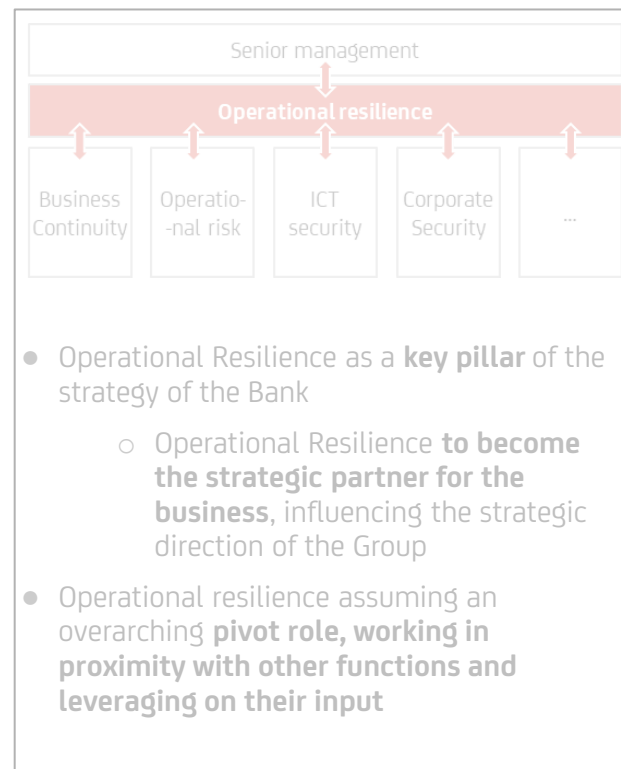 Senior management
Operational resilience
Business
Continuity
Operatio-
-nal risk
ICT
security
Corporate
Security
...
● Operational Resilience as a key pillar of the
strategy of the Bank
○ Operational Resilience to become
the strategic partner for the
business, influencing the strategic
direction of the Group
● Operational resilience assuming an
overarching pivot role, working in
proximity with other functions and
leveraging on their input